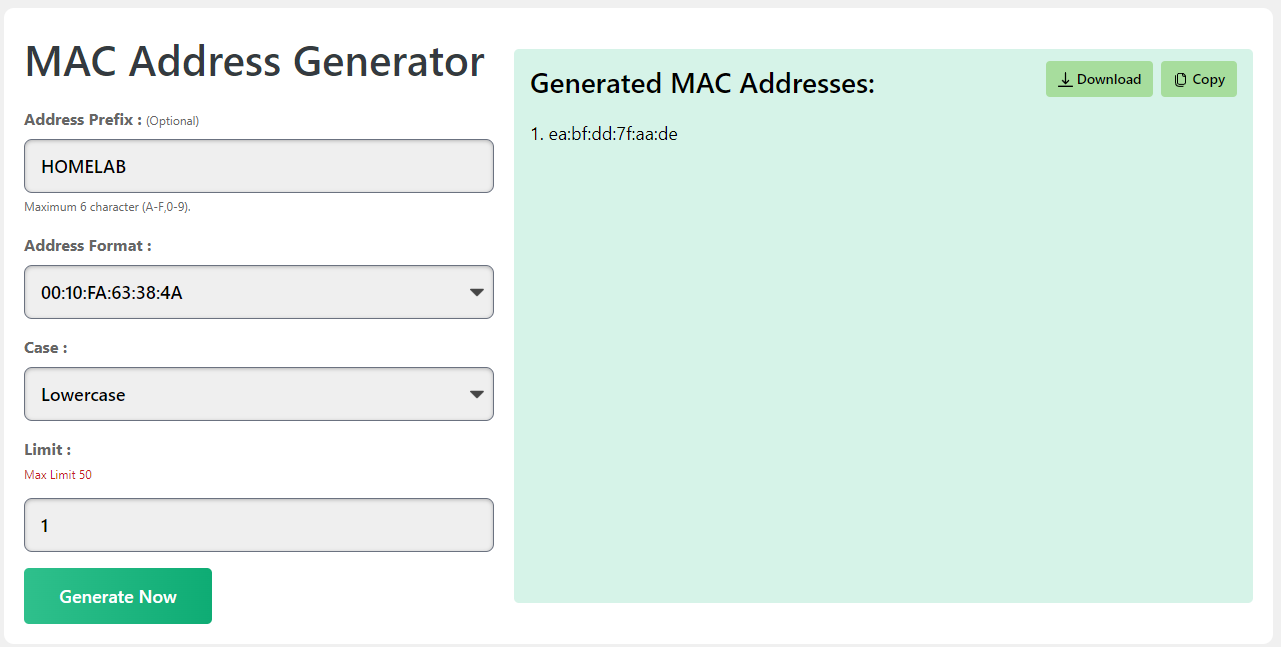 MAC Address Generator
Address Prefix : (Optional)
HOMELAB
Maximum 6 character (A-F,0-9).
Address Format :
00:10:FA:63:38:4A
Case :
Lowercase
Limit :
Max Limit 50
1
Generate Now
Generated MAC Addresses:
Download
Copy
1. ea:bf:dd:7f:aa:de